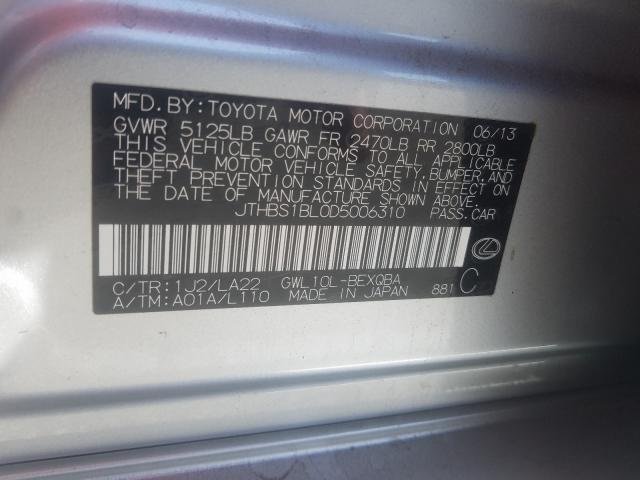 MFD. BY: TOYOTA MOTOR CORPORATION 06/13
GVWR 5125LB GAWR FR 2470LB RR 2800LB
THIS VEHICLE CONFORMS TO ALL APPLICABLE
FEDERAL MOTOR VEHICLE SAFETY, BUMPER, AND
THEFT PREVENTION STANDARDS IN EFFECT ON
THE DATE OF MANUFACTURE SHOWN ABOVE.
JTHBS1BL0D5006310 PASS. CAR
C/TR: 1J2/LA22 GWL10L-BEXQBA
A/TM: A01A/L110 MADE IN JAPAN 881 C